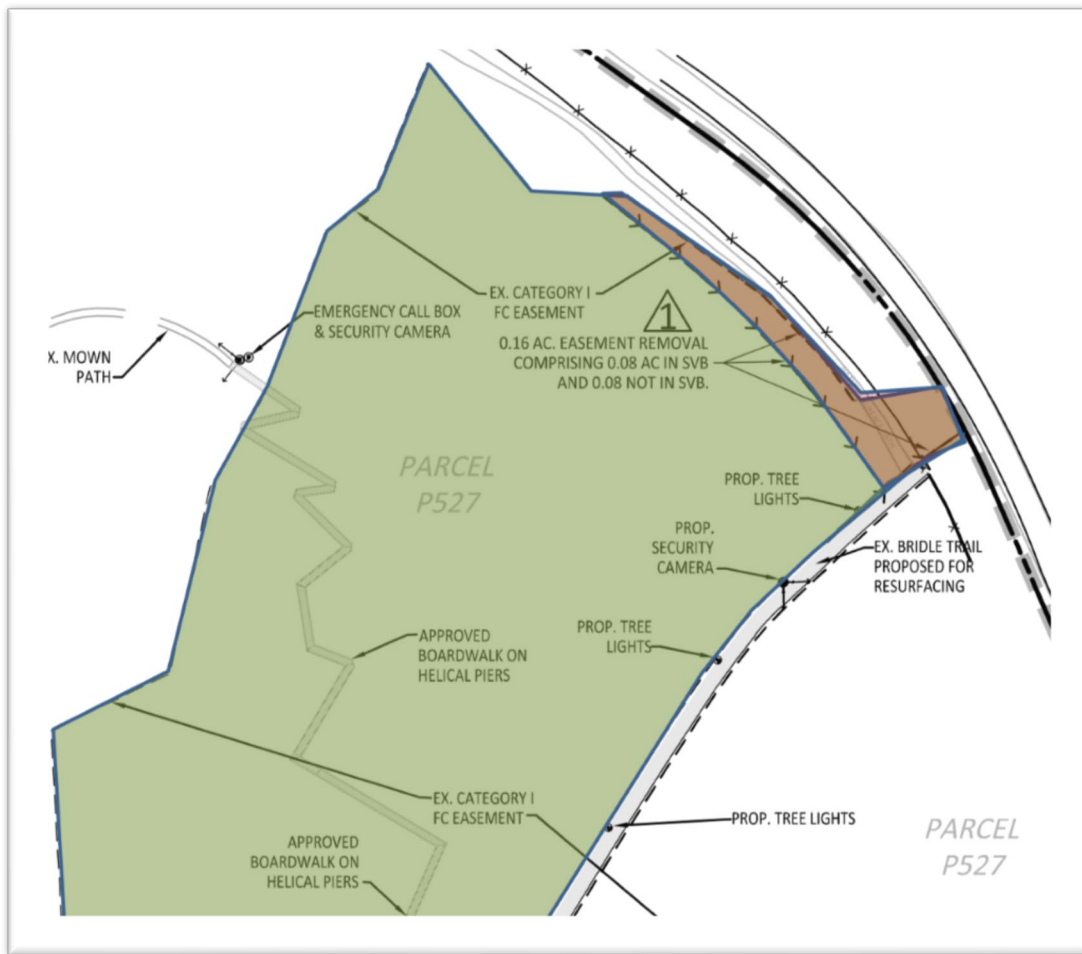 EX. CATEGORY I
FC EASEMENT
EMERGENCY CALL BOX
& SECURITY CAMERA
1
0.16 AC. EASEMENT REMOVAL
COMPRISING 0.08 AC IN SVB
AND 0.08 NOT IN SVB.
X. MOWN
PATH
PARCEL
P527
PROP. TREE
LIGHTS
PROP.
SECURITY
CAMERA
EX. BRIDLE TRAIL
PROPOSED FOR
RESURFACING
PROP. TREE
LIGHTS
APPROVED
BOARDWALK ON
HELICAL PIERS
EX. CATEGORY I
FC EASEMENT
PROP. TREE LIGHTS
APPROVED
BOARDWALK ON
HELICAL PIERS
PARCEL
P527